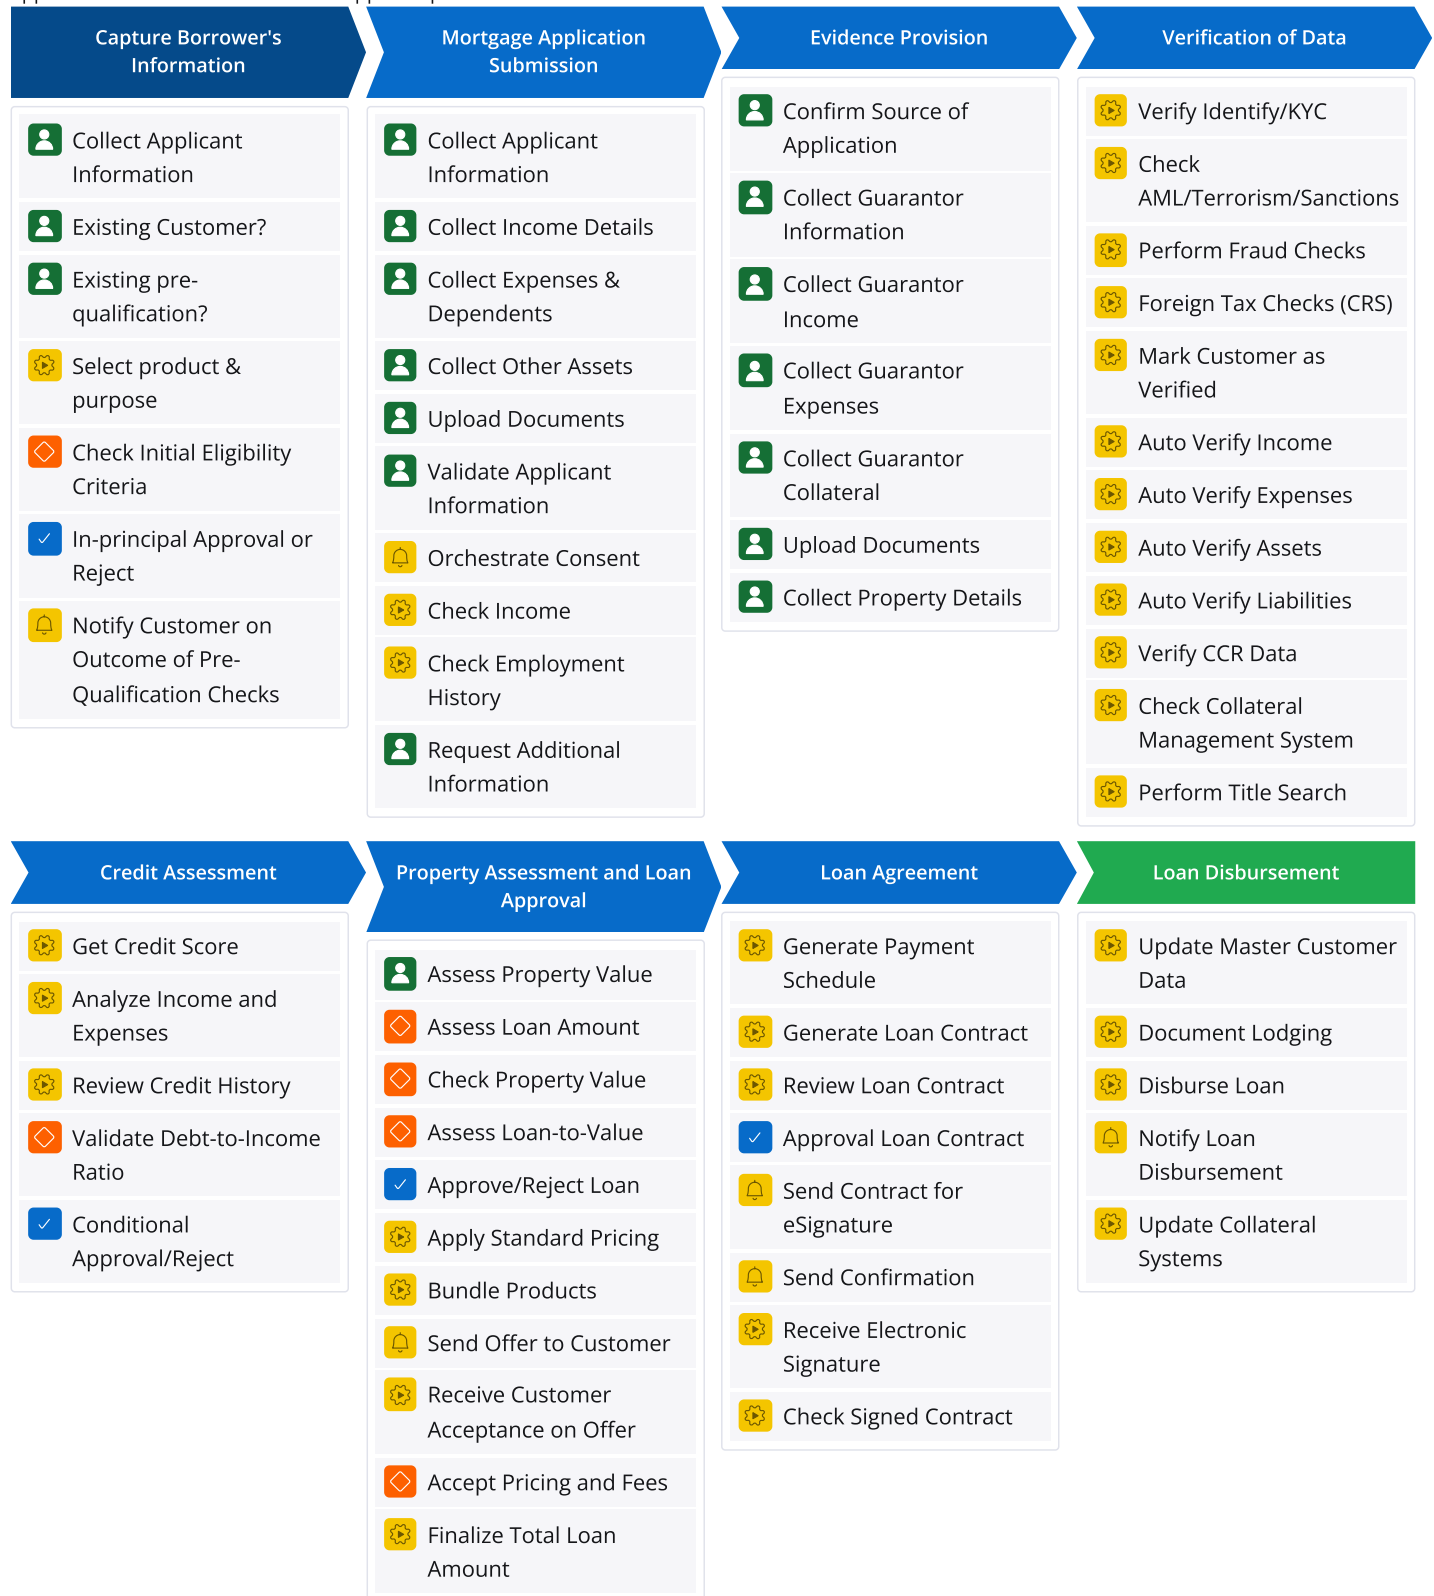 Capture Borrower's
Information
Collect Applicant
Information
Existing Customer?
Existing pre-
qualification?
Select product &
purpose
Check Initial Eligibility
Criteria
In-principal Approval or
Reject
Notify Customer on
Outcome of Pre-
Qualification Checks
Mortgage Application
Submission
Collect Applicant
Information
Collect Income Details
Collect Expenses &
Dependents
Collect Other Assets
Upload Documents
Validate Applicant
Information
Orchestrate Consent
Check Income
Check Employment
History
Request Additional
Information
Evidence Provision
Confirm Source of
Application
Collect Guarantor
Information
Collect Guarantor
Income
Collect Guarantor
Expenses
Collect Guarantor
Collateral
Upload Documents
Collect Property Details
Verification of Data
Verify Identify/KYC
Check
AML/Terrorism/Sanctions
Perform Fraud Checks
Foreign Tax Checks (CRS)
Mark Customer as
Verified
Auto Verify Income
Auto Verify Expenses
Auto Verify Assets
Auto Verify Liabilities
Verify CCR Data
Check Collateral
Management System
Perform Title Search
Credit Assessment
Get Credit Score
Analyze Income and
Expenses
Review Credit History
Validate Debt-to-Income
Ratio
Conditional
Approval/Reject
Property Assessment and Loan
Approval
Assess Property Value
Assess Loan Amount
Check Property Value
Assess Loan-to-Value
Approve/Reject Loan
Apply Standard Pricing
Bundle Products
Send Offer to Customer
Receive Customer
Acceptance on Offer
Accept Pricing and Fees
Finalize Total Loan
Amount
Loan Agreement
Generate Payment
Schedule
Generate Loan Contract
Review Loan Contract
Approval Loan Contract
Send Contract for
eSignature
Send Confirmation
Receive Electronic
Signature
Check Signed Contract
Loan Disbursement
Update Master Customer
Data
Document Lodging
Disburse Loan
Notify Loan
Disbursement
Update Collateral
Systems